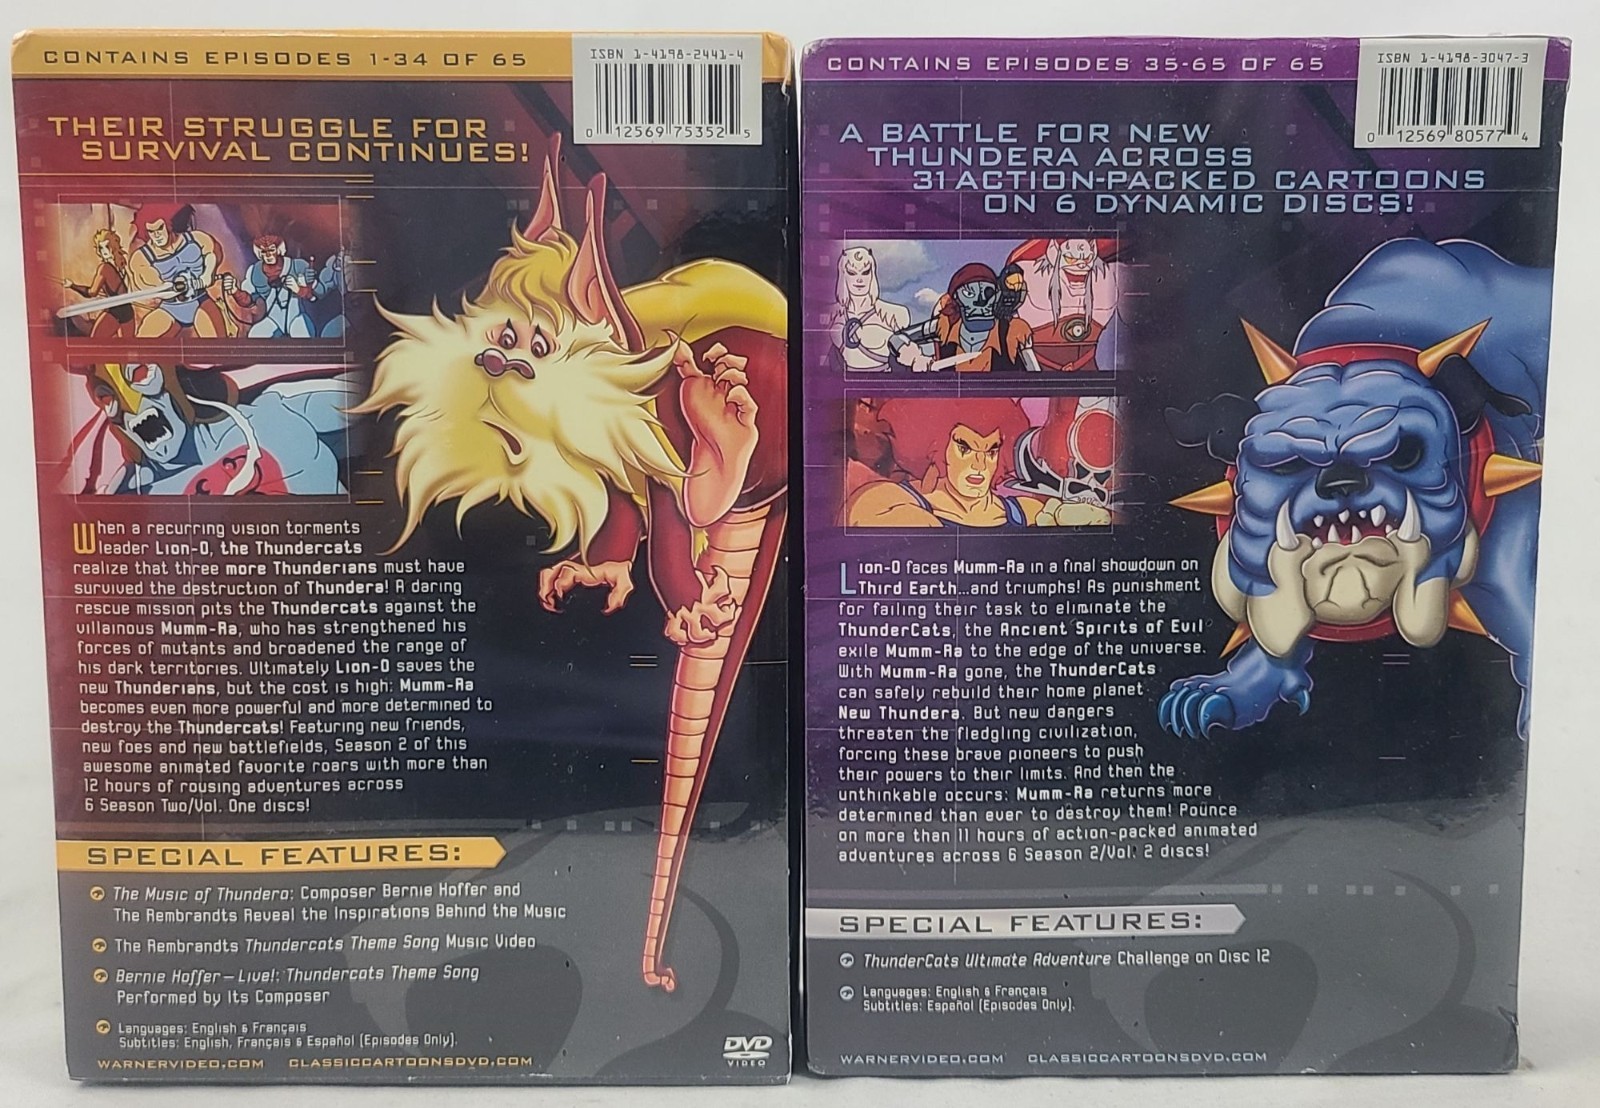 CONTAINS EPISODES 1-34 OF 65
ISBN 1-4198-2441-4
0 12569 75352 5
THEIR STRUGGLE FOR
SURVIVAL CONTINUES!
When a recurring vision torments
leader Lion-O, the Thundercats
realize that three more Thunderians must have
survived the destruction of Thundera! A daring
rescue mission pits the Thundercats against the
villainous Mumm-Ra, who has strengthened his
forces of mutants and broadened the range of
his dark territories. Ultimately Lion-O saves the
new Thunderians, but the cost is high: Mumm-Ra
becomes even more powerful and more determined to
destroy the Thundercats! Featuring new friends,
new foes and new battlefields, Season 2 of this
awesome animated favorite roars with more than
12 hours of rousing adventures across
6 Season Two/Vol. One discs!
SPECIAL FEATURES:
The Music of Thundera: Composer Bernie Hoffer and
The Rembrandts Reveal the Inspirations Behind the Music
The Rembrandts Thundercats Theme Song Music Video
Bernie Hoffer – Live!: Thundercats Theme Song
Performed by Its Composer
Languages: English & Français
Subtitles: English, Français & Español (Episodes Only).
WARNERVIDEO.COM CLASSICCARTOONSDVD.COM
DVD
VIDEO
CONTAINS EPISODES 35-65 OF 65
ISBN 1-4198-3047-3
0 12569 80577 4
A BATTLE FOR NEW
THUNDERA ACROSS
31 ACTION-PACKED CARTOONS
ON 6 DYNAMIC DISCS!
Lion-O faces Mumm-Ra in a final showdown on
Third Earth...and triumphs! As punishment
for failing their task to eliminate the
ThunderCats, the Ancient Spirits of Evil
exile Mumm-Ra to the edge of the universe.
With Mumm-Ra gone, the ThunderCats
can safely rebuild their home planet
New Thundera. But new dangers
threaten the fledgling civilization,
forcing these brave pioneers to push
their powers to their limits. And then the
unthinkable occurs: Mumm-Ra returns more
determined than ever to destroy them! Pounce
on more than 11 hours of action-packed animated
adventures across 6 Season 2/Vol. 2 discs!
SPECIAL FEATURES:
ThunderCats Ultimate Adventure Challenge on Disc 12
Languages: English & Français
Subtitles: Español (Episodes Only).
WARNERVIDEO.COM CLASSICCARTOONSDVD.COM